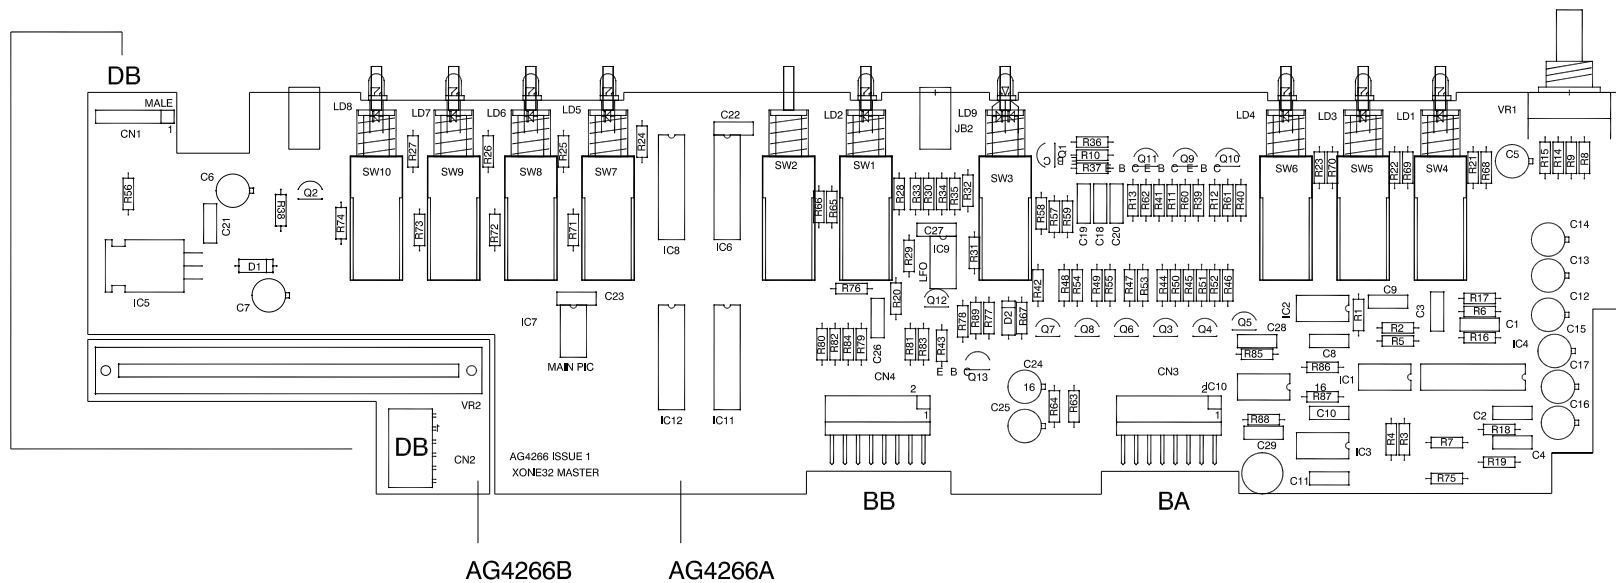 DB
MALE
CN1
1
LD8
LD7
LD6
LD5
C22
LD2
LD9
JB2
LD4
LD3
LD1
VR1
R56
C6
C21
R38
Q2
R74
SW10
R27
R73
SW9
R26
R72
SW8
R25
R71
SW7
R24
IC8
IC6
SW2
R66
R65
SW1
R28
R33
R30
R34
R35
R32
SW3
C
Q1
R36
R10
R37
E B C
Q11
E B C
Q9
E B C
Q10
R58
R57
R59
C19
C18
C20
R13
R62
R41
R11
R60
R39
R12
R61
R40
SW6
R23
R70
SW5
R22
R69
SW4
R21
R68
C5
R15
R14
R9
R8
C14
C13
C12
C15
C17
C16
IC5
D1
C7
C23
IC7
MAIN PIC
R76
R20
R29
C27
IC9
LFO
R31
Q12
R42
R48
R54
R49
R55
R47
R53
R44
R50
R45
R51
R52
R46
R80
R82
R84
R79
C26
R81
R83
R43
R78
R89
R77
D2
R67
Q7
Q8
Q6
Q3
Q4
Q5
C28
IC2
R1
C9
C3
R17
R6
C1
R16
R2
R5
IC4
R85
C8
R86
16
R87
IC1
IC10
C10
R88
C29
IC3
C11
R4
R3
R7
R75
C2
R18
C4
R19
E B C
Q13
C24
16
C25
R64
R63
CN4
2
1
CN3
2
1
IC12
IC11
VR2
DB
1
CN2
AG4266 ISSUE 1
XONE32 MASTER
BB
BA
AG4266B
AG4266A